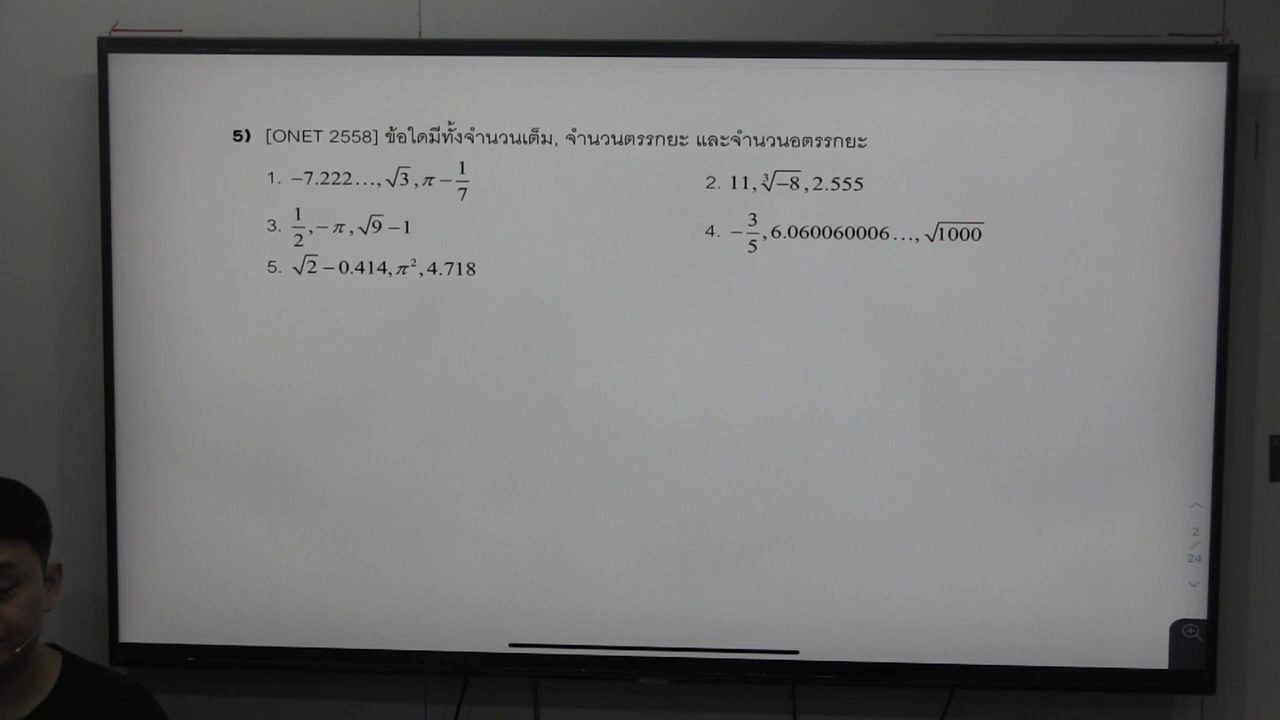 5) [ONET 2558] ข้อใดมีทั้งจำนวนเต็ม, จำนวนตรรกยะ และจำนวนอตรรกยะ
1. −7.222..., √3, π − 1/7
2. 11, ∛−8, 2.555
3. 1/2, −π, √9 − 1
4. −3/5, 6.060060006..., √1000
5. √2 − 0.414, π², 4.718
2
/
24